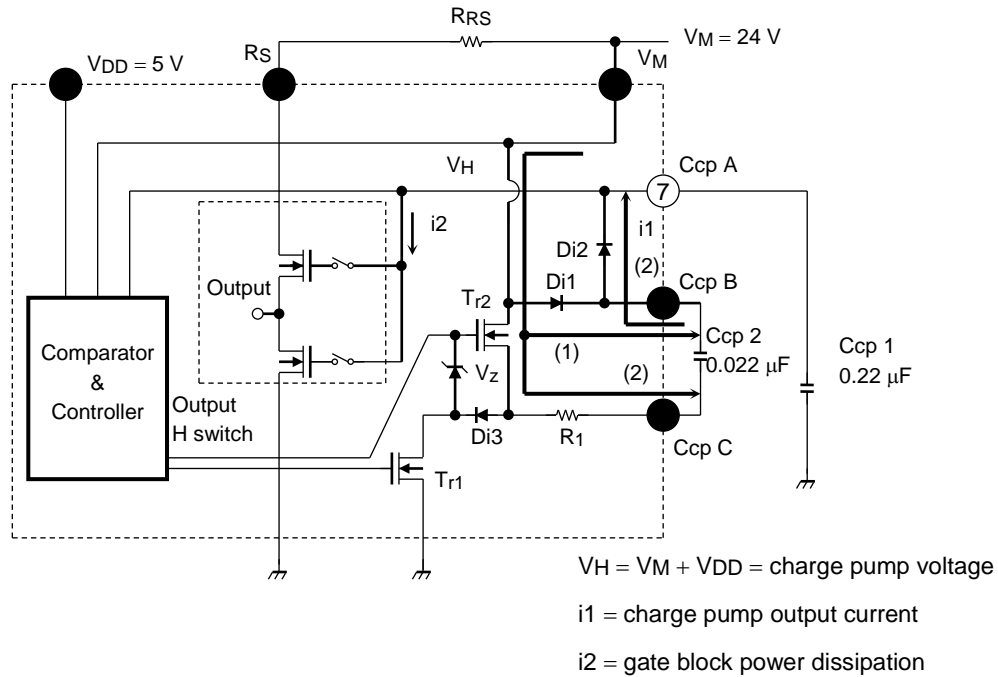 RRS
VM = 24 V
VDD = 5 V
RS
VM
VH
Ccp A
7
i2
i1
Di2
(2)
Di1
Ccp B
Output
Tr2
Ccp 2
0.022 μF
(1)
Ccp 1
0.22 μF
Comparator
&
Controller
VZ
(2)
Output
H switch
Di3
R1
Ccp C
Tr1
VH = VM + VDD = charge pump voltage
i1 = charge pump output current
i2 = gate block power dissipation